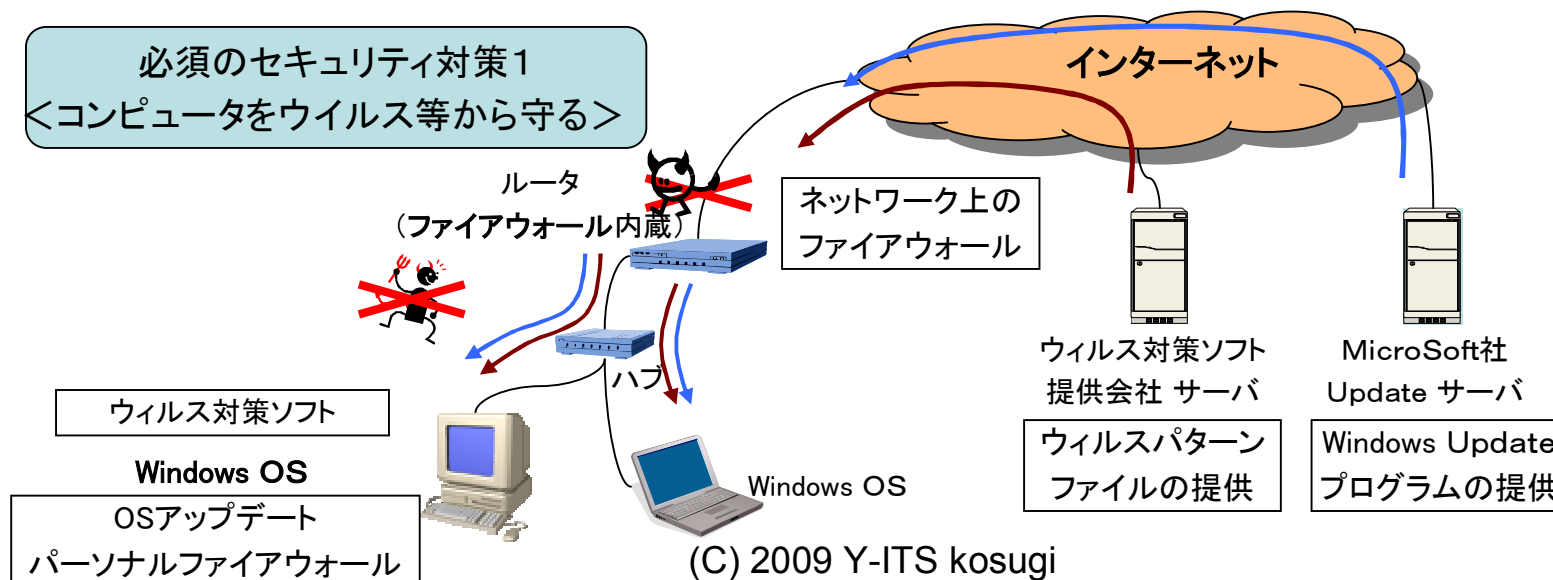 必須のセキュリティ対策１
＜コンピュータをウイルス等から守る＞
インターネット
ルータ
（ファイアウォール内蔵）
ネットワーク上の
ファイアウォール
ハブ
ウィルス対策ソフト
提供会社 サーバ
MicroSoft社
Update サーバ
ウィルス対策ソフト
Windows OS
OSアップデート
パーソナルファイアウォール
Windows OS
ウィルスパターン
ファイルの提供
Windows Update
プログラムの提供
(C) 2009 Y-ITS kosugi